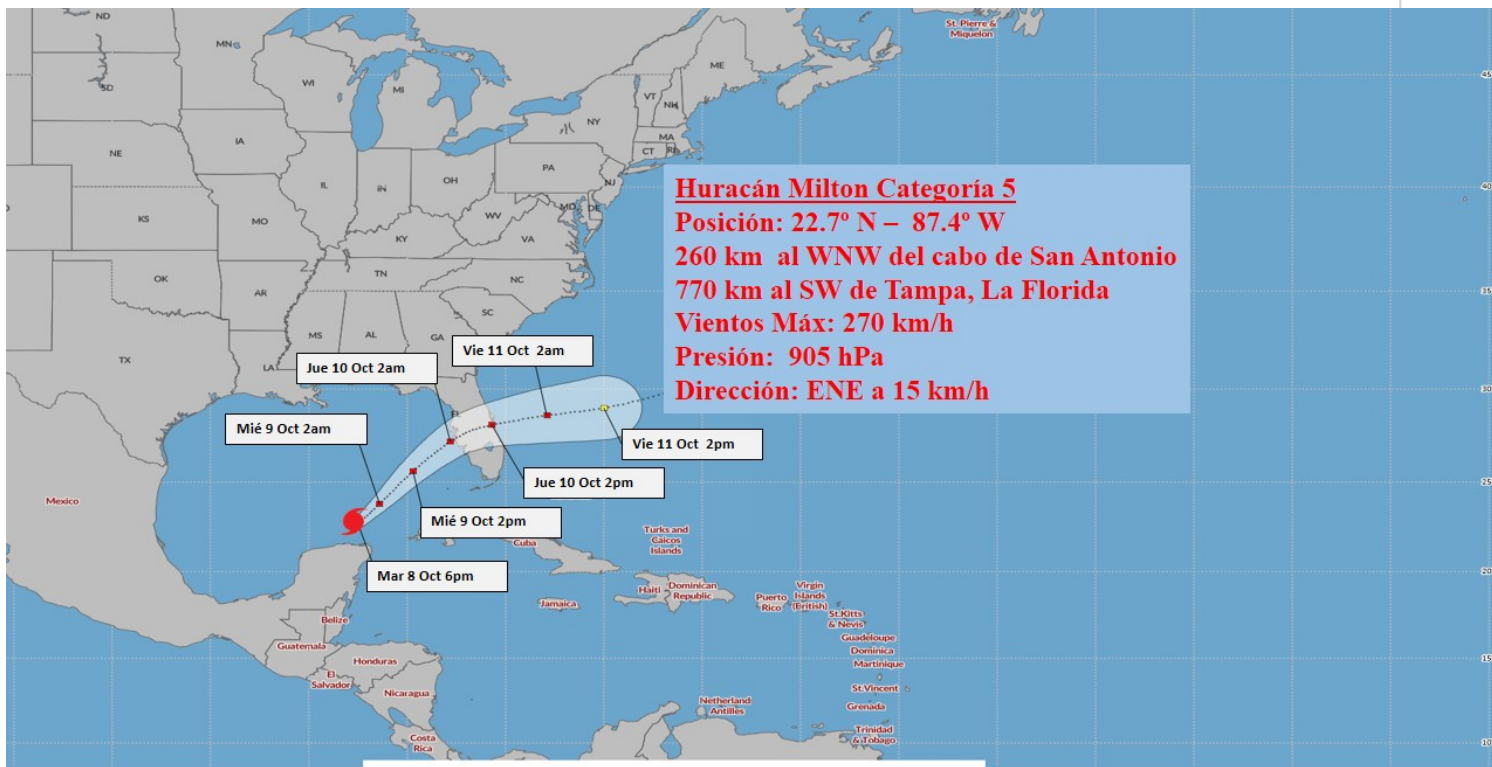 St. Pierre &
Miquelon
ND
MN
SD
WI
MI
ME
VT
NH
NY
MA
CT
RI
IA
NE
PA
NJ
OH
IL
IN
MD
DE
WV
KS
MO
KY
VA
TN
NC
OK
AR
SC
MS
AL
GA
TX
LA
FL
45
40
35
30
25
20
15
10
Huracán Milton Categoría 5
Posición: 22.7º N – 87.4º W
260 km al WNW del cabo de San Antonio
770 km al SW de Tampa, La Florida
Vientos Máx: 270 km/h
Presión: 905 hPa
Dirección: ENE a 15 km/h
Vie 11 Oct 2am
Jue 10 Oct 2am
Mié 9 Oct 2am
Vie 11 Oct 2pm
Jue 10 Oct 2pm
Mié 9 Oct 2pm
Mar 8 Oct 6pm
Mexico
Cuba
Turks and
Caicos
Islands
Haiti
Dominican
Republic
Jamaica
Puerto
Rico
Virgin
Islands
(British)
St.Kitts
& Nevis
Guadeloupe
Dominica
Martinique
St.Vincent
Grenada
Trinidad
& Tobago
Netherland
Antilles
Belize
Guatemala
Honduras
El
Salvador
Nicaragua
Costa
Rica